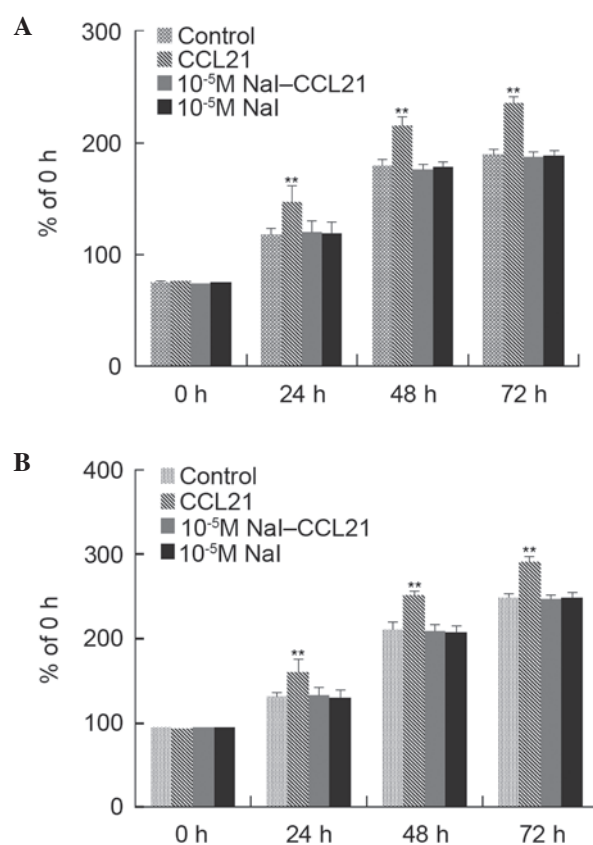 A
300
200
100
0
% of 0 h
Control
CCL21
10⁻⁵M NaI–CCL21
10⁻⁵M NaI
**
**
**
0 h 24 h 48 h 72 h
B
400
300
200
100
0
% of 0 h
Control
CCL21
10⁻⁵M NaI–CCL21
10⁻⁵M NaI
**
**
**
0 h 24 h 48 h 72 h